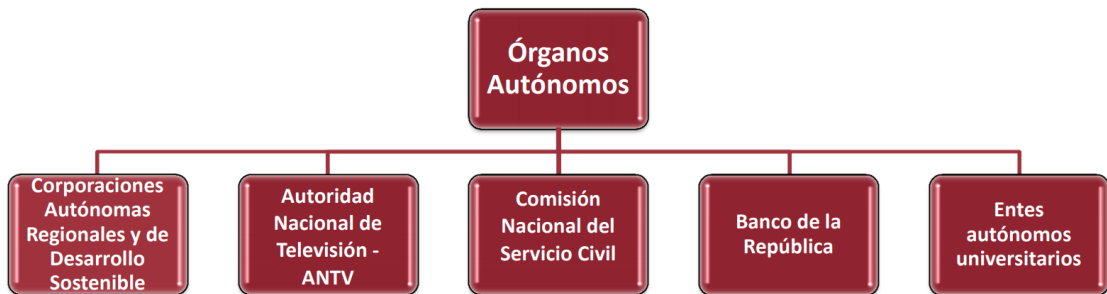 Órganos
Autónomos
Corporaciones
Autónomas
Regionales y de
Desarrollo
Sostenible
Autoridad
Nacional de
Televisión -
ANTV
Comisión
Nacional del
Servicio Civil
Banco de la
República
Entes
autónomos
universitarios